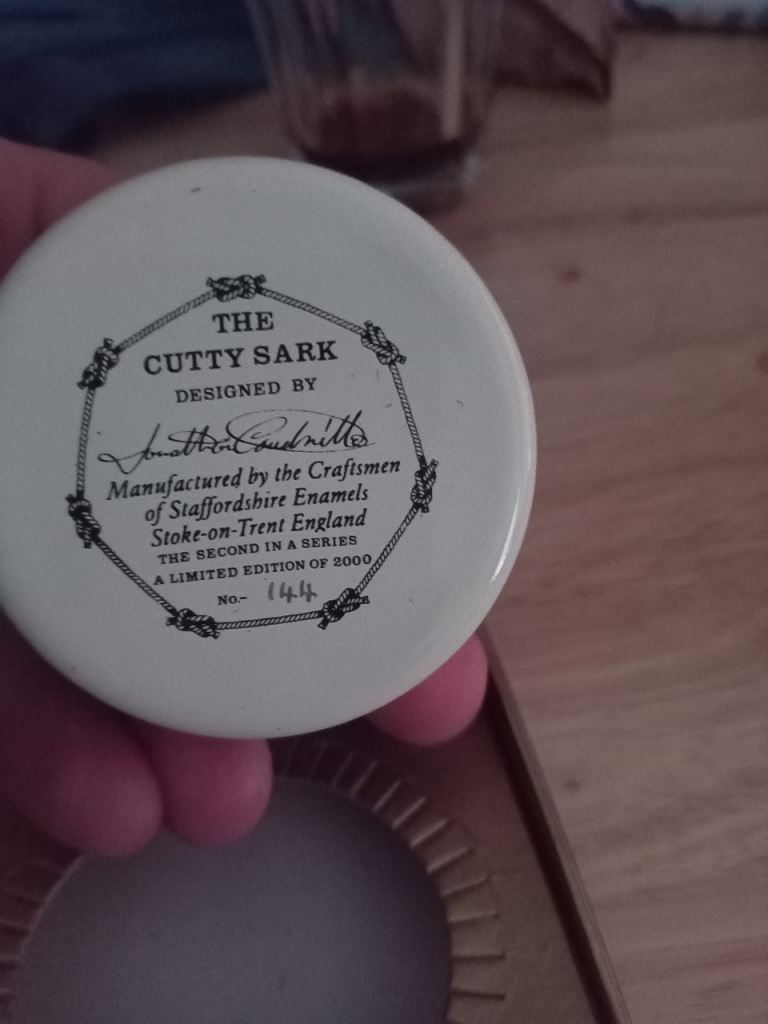 THE
CUTTY SARK
DESIGNED BY
Jonathan
Manufactured by the Craftsmen
of Staffordshire Enamels
Stoke-on-Trent England
THE SECOND IN A SERIES
A LIMITED EDITION OF 2000
No.- 144